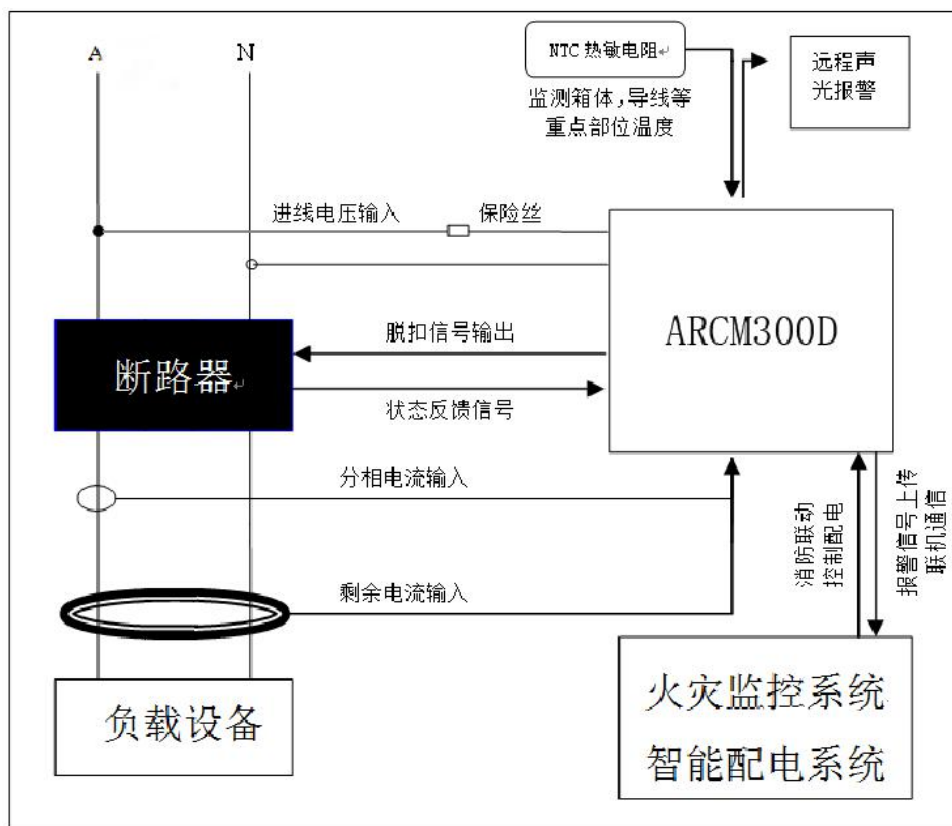 A
N
NTC 热敏电阻
监测箱体,导线等
重点部位温度
远程声
光报警
进线电压输入
保险丝
ARCM300D
脱扣信号输出
断路器
状态反馈信号
分相电流输入
消防联动
控制配电
报警信号上传
联机通信
剩余电流输入
负载设备
火灾监控系统
智能配电系统